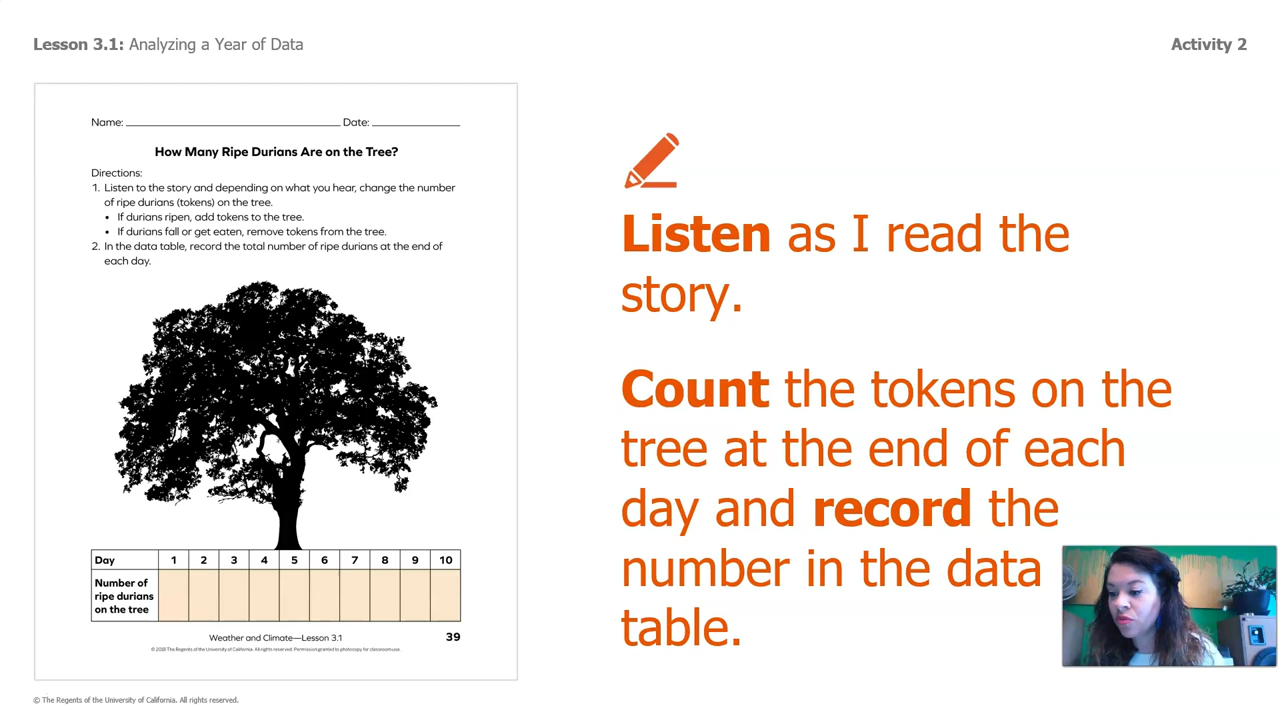 Lesson 3.1: Analyzing a Year of Data
Activity 2
Name: Date:
How Many Ripe Durians Are on the Tree?
Directions:
1. Listen to the story and depending on what you hear, change the number
of ripe durians (tokens) on the tree.
• If durians ripen, add tokens to the tree.
• If durians fall or get eaten, remove tokens from the tree.
2. In the data table, record the total number of ripe durians at the end of
each day.
Day 1 2 3 4 5 6 7 8 9 10
Number of
ripe durians
on the tree
Weather and Climate—Lesson 3.1
39
© 2018 The Regents of the University of California. All rights reserved. Permission granted to photocopy for classroom use.
Listen as I read the
story.
Count the tokens on the
tree at the end of each
day and record the
number in the data
table.
© The Regents of the University of California. All rights reserved.